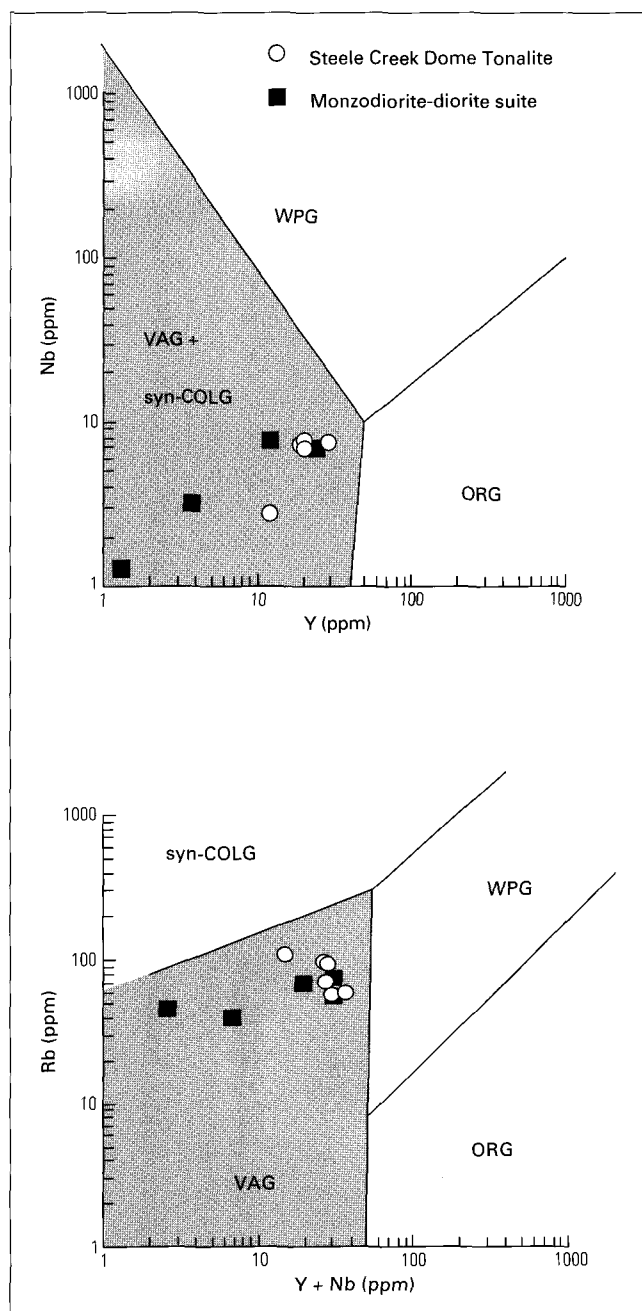 Steele Creek Dome Tonalite
Monzodiorite-diorite suite
1000
100
10
1
Nb (ppm)
WPG
VAG +
syn-COLG
ORG
1
10
100
1000
Y (ppm)
1000
100
10
1
Rb (ppm)
syn-COLG
WPG
VAG
ORG
1
10
100
1000
Y + Nb (ppm)